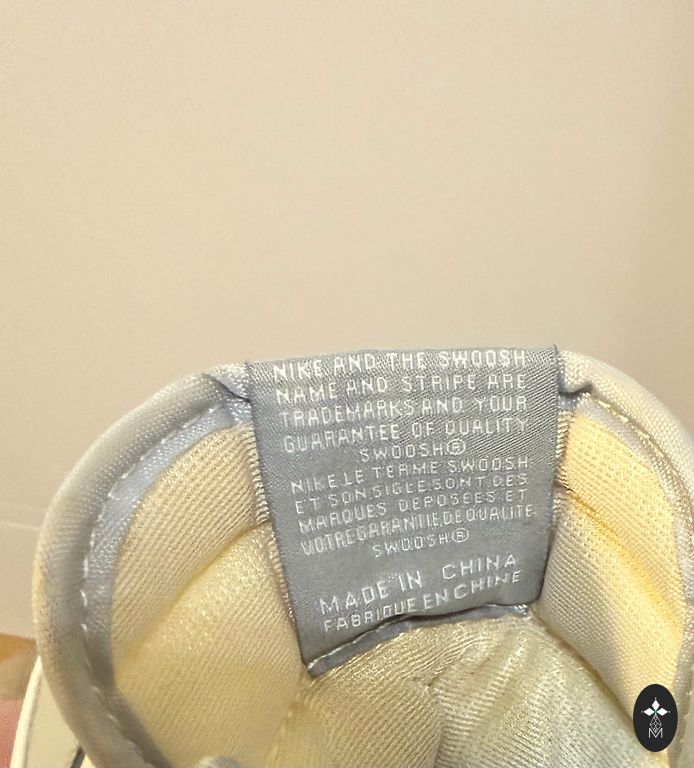 NIKE AND THE SWOOSH
NAME AND STRIPE ARE
TRADEMARKS AND YOUR
GUARANTEE OF QUALITY
SWOOSH®
NIKE.LE TERME SWOOSH
ET SON SIGLE SONT DES
MARQUES DEPOSEES ET
VOTRE GARANTIE.DE QUALITE
SWOOSH®
MADE IN CHINA
FABRIQUE EN CHINE
M